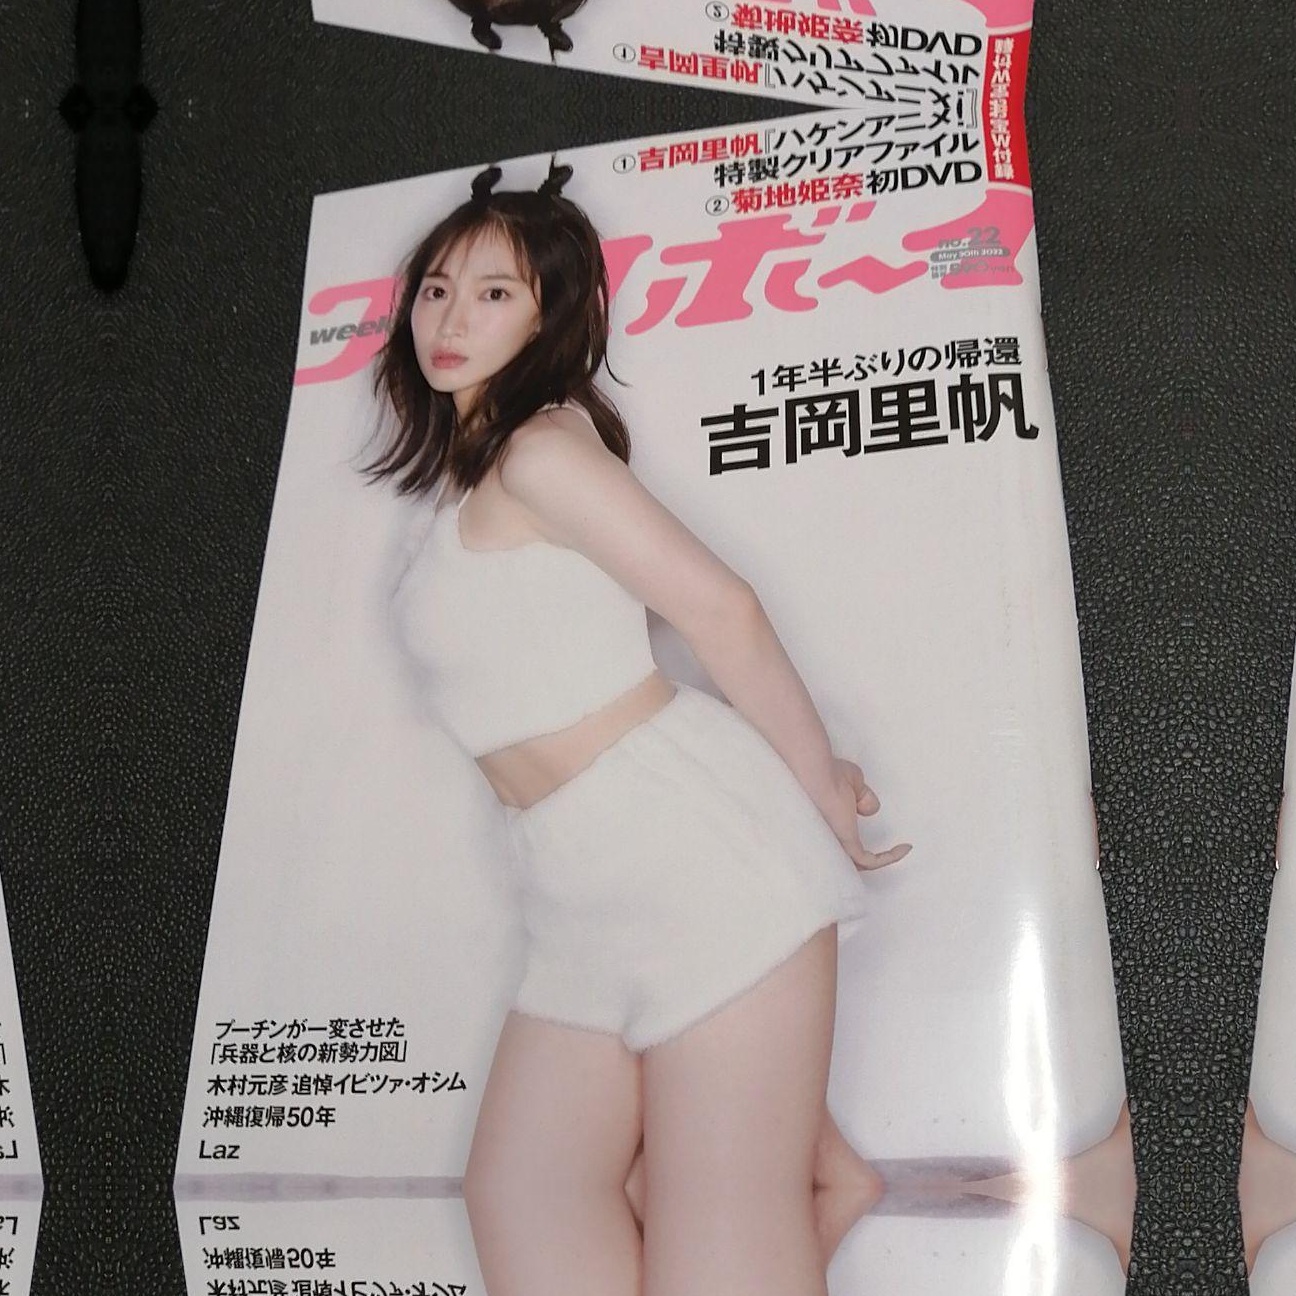 ①吉岡里帆『ハケンアニメ!』
特製クリアファイル
②菊地姫奈初DVD
week
プレイボーイ
no.22
May 30th 2022
1年半ぶりの帰還
吉岡里帆
プーチンが一変させた
「兵器と核の新勢力図」
木村元彦 追悼イビツァ・オシム
沖縄復帰50年
Laz